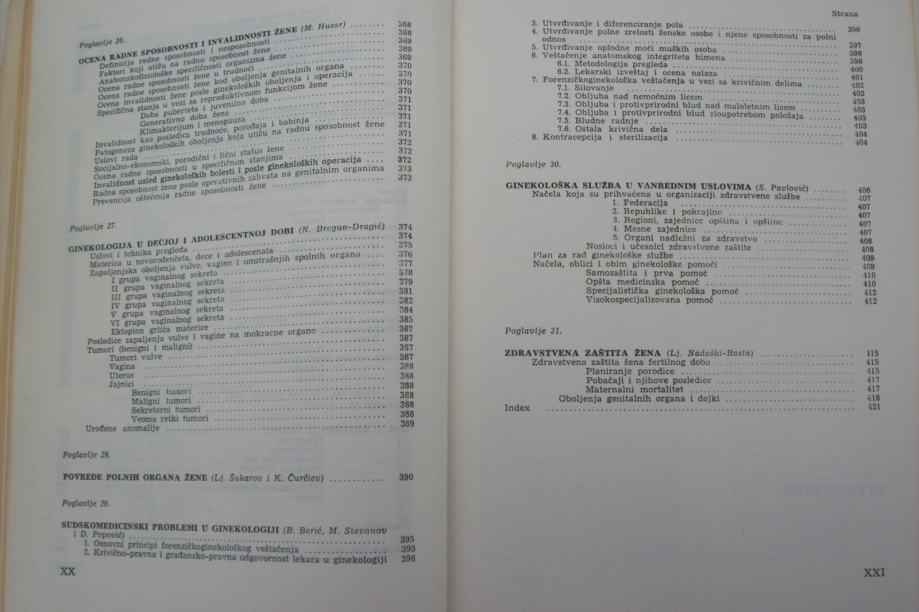 Poglavlje 26.
OCENA RADNE SPOSOBNOSTI I INVALIDNOSTI ŽENE (M. Husar) .... 368
Definicija radne sposobnosti i nesposobnosti .... 368
Faktori koji utiču na radnu sposobnost žene .... 369
Anatomskofiziološke specifičnosti organizma žene .... 369
Ocena radne sposobnosti žene u trudnoći .... 369
Ocena radne sposobnosti žene kod oboljenja genitalnog organa .... 370
Ocena invalidnosti žene posle ginekoloških oboljenja i operacija .... 370
Specifična stanja u vezi sa reproduktivnom funkcijom žene .... 370
Doba puberteta i juvenilno doba .... 370
Generativno doba žene .... 371
Klimakterijum i menopauza .... 371
Invalidnost kao posledica trudnoće, porođaja i babinja .... 371
Patogeneza ginekoloških oboljenja koja utiču na radnu sposobnost žene 371
Uslovi rada .... 371
Socijalno-ekonomski, porodični i lični status žene .... 372
Ocena radne sposobnosti u specifičnim stanjima .... 372
Invalidnost usled ginekoloških bolesti i posle ginekoloških operacija .... 372
Radna sposobnost žene posle operativnih zahvata na genitalnim organima 373
Prevencija oštećenja radne sposobnosti žene .... 373
Poglavlje 27.
GINEKOLOGIJA U DEČJOJ I ADOLESCENTNOJ DOBI (N. Bregun-Dragić) 374
Uslovi i tehnika pregleda .... 374
Materica u novorođenčeta, dece i adolescenata .... 375
Zapaljenjska oboljenja vulve, vagine i unutrašnjih spolnih organa .... 376
I grupa vaginalnog sekreta .... 377
II grupa vaginalnog sekreta .... 378
III grupa vaginalnog sekreta .... 379
IV grupa vaginalnog sekreta .... 381
V grupa vaginalnog sekreta .... 382
VI grupa vaginalnog sekreta .... 384
Ektopion grlića materice .... 385
Posledice zapaljenja vulve i vagine na mokraćne organe .... 387
Tumori (benigni i maligni) .... 387
Tumori vulve .... 387
Vagina .... 388
Uterus .... 388
Jajnici .... 388
Benigni tumori .... 388
Maligni tumori .... 388
Sekretorni tumori .... 388
Veoma retki tumori .... 388
Urođene anomalije .... 389
Poglavlje 28.
POVREDE POLNIH ORGANA ŽENE (Lj. Šukarov i K. Ćurčiev) .... 390
Poglavlje 29.
SUDSKOMEDICINSKI PROBLEMI U GINEKOLOGIJI (B. Berić, M. Stevanov
i D. Popović) .... 395
1. Osnovni principi forenzičkoginekološkog veštačenja .... 395
2. Krivično-pravna i građansko-pravna odgovornost lekara u ginekologiji 396
XX
Strana
3. Utvrđivanje i diferenciranje pola .... 396
4. Utvrđivanje polne zrelosti ženske osobe i njene sposobnosti za polni
odnos .... 397
5. Utvrđivanje oplodne moći muških osoba .... 398
6. Veštačenje anatomskog integriteta himena .... 398
6.1. Metodologija pregleda .... 400
6.2. Lekarski izveštaj i ocena nalaza .... 401
7. Forenzičkoginekološka veštačenja u vezi sa krivičnim delima .... 402
7.1. Silovanje .... 402
7.2. Obljuba nad nemoćnim licem .... 403
7.3. Obljuba i protivprirodni blud nad maloletnim licem .... 403
7.4. Obljuba i protivprirodni blud zloupotrebom položaja .... 403
7.5. Bludne radnje .... 403
7.6. Ostala krivična dela .... 404
8. Kontracepcija i sterilizacija .... 404
Poglavlje 30.
GINEKOLOŠKA SLUŽBA U VANREDNIM USLOVIMA (S. Pavlović) .... 406
Načela koja su prihvaćena u organizaciji zdravstvene službe .... 407
1. Federacija .... 407
2. Republike i pokrajine .... 407
3. Regioni, zajednice opština i opštine .... 407
4. Mesne zajednice .... 407
5. Organi nadležni za zdravstvo .... 408
Nosioci i učesnici zdravstvene zaštite .... 408
Plan za rad ginekološke službe .... 409
Načela, oblici i obim ginekološke pomoći .... 409
Samozaštita i prva pomoć .... 410
Opšta medicinska pomoć .... 410
Specijalistička ginekološka pomoć .... 412
Visokospecijalizovana pomoć .... 412
Poglavlje 31.
ZDRAVSTVENA ZAŠTITA ŽENA (Lj. Nadaški-Basta) .... 415
Zdravstvena zaštita žena fertilnog doba .... 415
Planiranje porodice .... 415
Pobačaji i njihove posledice .... 417
Maternalni mortalitet .... 417
Oboljenja genitalnih organa i dojki .... 418
Index .... 421
XXI